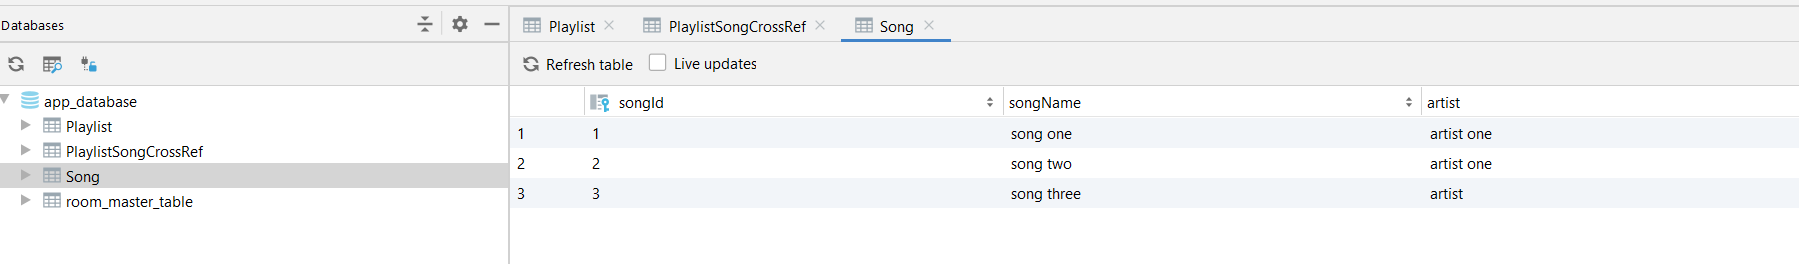 Databases
app_database
Playlist
PlaylistSongCrossRef
Song
room_master_table
Playlist PlaylistSongCrossRef Song
Refresh table Live updates
songId songName artist
1 1 song one artist one
2 2 song two artist one
3 3 song three artist